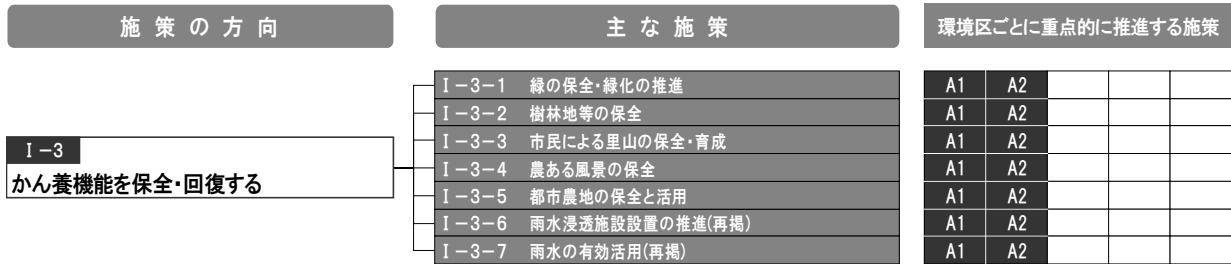 施策の方向
主な施策
環境区ごとに重点的に推進する施策
Ⅰ－3
かん養機能を保全・回復する
Ⅰ－3－1 緑の保全・緑化の推進 A1 A2
Ⅰ－3－2 樹林地等の保全 A1 A2
Ⅰ－3－3 市民による里山の保全・育成 A1 A2
Ⅰ－3－4 農ある風景の保全 A1 A2
Ⅰ－3－5 都市農地の保全と活用 A1 A2
Ⅰ－3－6 雨水浸透施設設置の推進(再掲) A1 A2
Ⅰ－3－7 雨水の有効活用(再掲) A1 A2